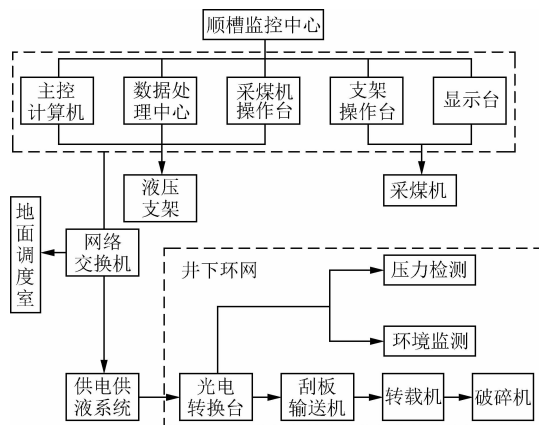 顺槽监控中心
主控
计算机
数据处
理中心
采煤机
操作台
支架
操作台
显示台
液压
支架
采煤机
地
面
调
度
室
网络
交换机
井下环网
压力检测
环境监测
供电供
液系统
光电
转换台
刮板
输送机
转载机
破碎机